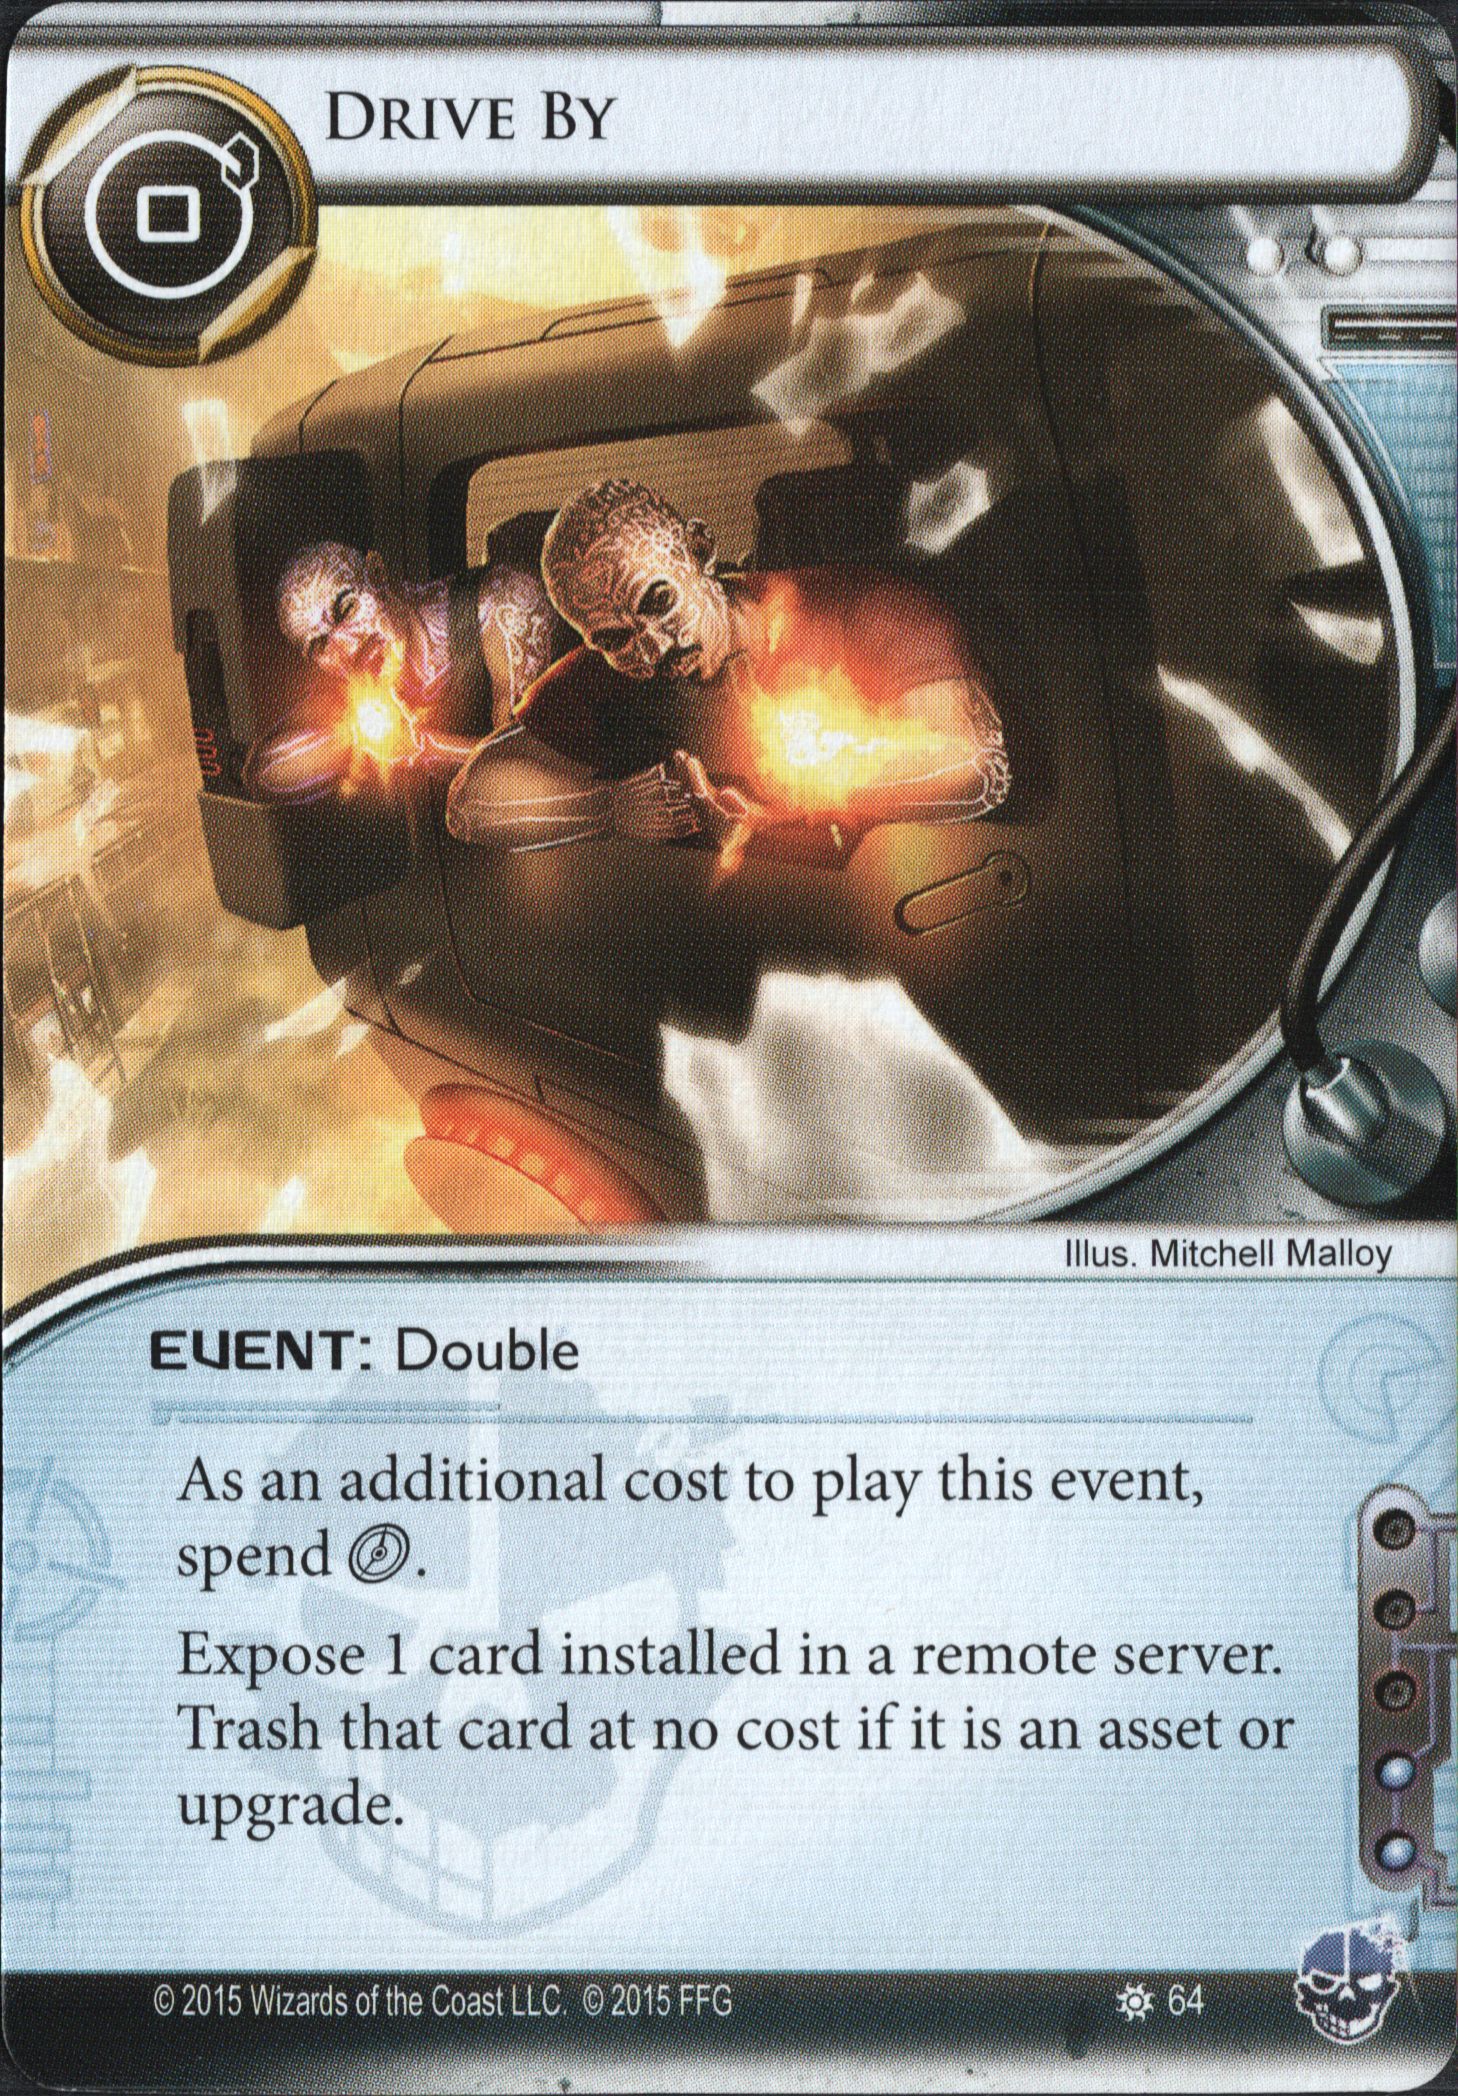 0
DRIVE BY
Illus. Mitchell Malloy
EVENT: Double
As an additional cost to play this event,
spend .
Expose 1 card installed in a remote server.
Trash that card at no cost if it is an asset or
upgrade.
© 2015 Wizards of the Coast LLC. © 2015 FFG 64